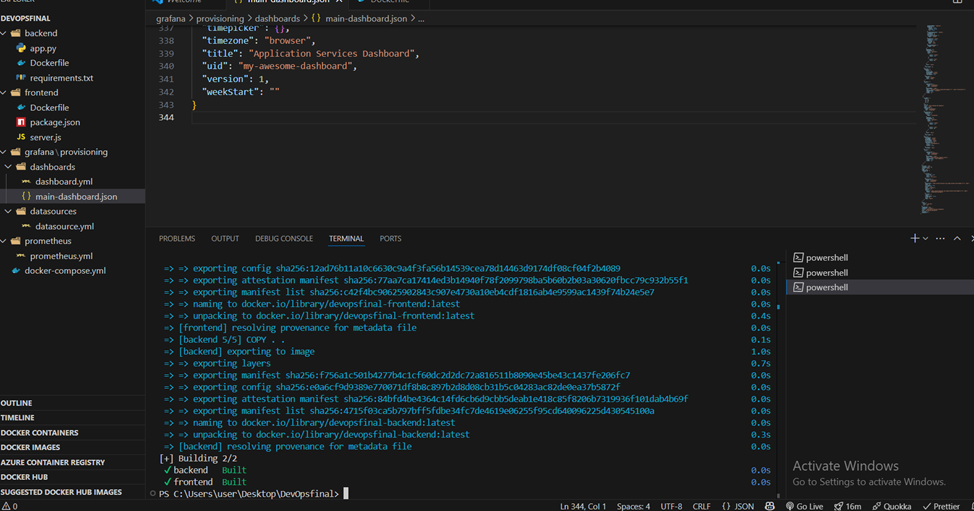 Welcome
main-dashboard.json
Dockerfile
DEVOPSFINAL
backend
app.py
Dockerfile
requirements.txt
frontend
Dockerfile
package.json
JS server.js
grafana \ provisioning
dashboards
dashboard.yml
{ } main-dashboard.json
datasources
datasource.yml
prometheus
prometheus.yml
docker-compose.yml
OUTLINE
TIMELINE
DOCKER CONTAINERS
DOCKER IMAGES
AZURE CONTAINER REGISTRY
DOCKER HUB
SUGGESTED DOCKER HUB IMAGES
grafana > provisioning > dashboards > { } main-dashboard.json > ...
337 "timepicker": {},
338 "timezone": "browser",
339 "title": "Application Services Dashboard",
340 "uid": "my-awesome-dashboard",
341 "version": 1,
342 "weekStart": ""
343 }
344
PROBLEMS OUTPUT DEBUG CONSOLE TERMINAL PORTS
=> => exporting config sha256:12ad76b11a10c6630c9a4f3fa56b14539cea78d14463d9174df08cf04f2b4089 0.0s
=> => exporting attestation manifest sha256:77aa7ca17414ed3b14940f78f2099798ba5b60b2b03a30620fbcc79c932b55f1 0.0s
=> => exporting manifest list sha256:c42f4bc90625902843c907e4730a10eb4cdf1816ab4e9599ac1439f74b24e5e7 0.0s
=> => naming to docker.io/library/devopsfinal-frontend:latest 0.0s
=> => unpacking to docker.io/library/devopsfinal-frontend:latest 0.4s
=> [frontend] resolving provenance for metadata file 0.0s
=> [backend 5/5] COPY . . 0.1s
=> [backend] exporting to image 1.0s
=> => exporting layers 0.7s
=> => exporting manifest sha256:f756a1c501b4277b4c1cf60dc2d2dc72a816511b8090e45be43c1437fe206fc7 0.0s
=> => exporting config sha256:e0a6cf9d9389e770071df8b8c897b2d8d08cb31b5c04283ac82de0ea37b5872f 0.0s
=> => exporting attestation manifest sha256:84bfd4be4364c14fd6cb6d9cbb5deab1e418c85f8206b7319936f101dab4b69f 0.0s
=> => exporting manifest list sha256:4715f03ca5b797bff5fdbe34fc7de4619e06255f95cd640096225d430545100a 0.0s
=> => naming to docker.io/library/devopsfinal-backend:latest 0.0s
=> => unpacking to docker.io/library/devopsfinal-backend:latest 0.3s
=> [backend] resolving provenance for metadata file 0.0s
[+] Building 2/2
✓ backend Built 0.0s
✓ frontend Built 0.0s
PS C:\Users\user\Desktop\DevOpsfinal>
powershell
powershell
powershell
Activate Windows
Go to Settings to activate Windows.
0
Ln 344, Col 1 Spaces: 4 UTF-8 CRLF { } JSON Go Live 16m Quokka Prettier